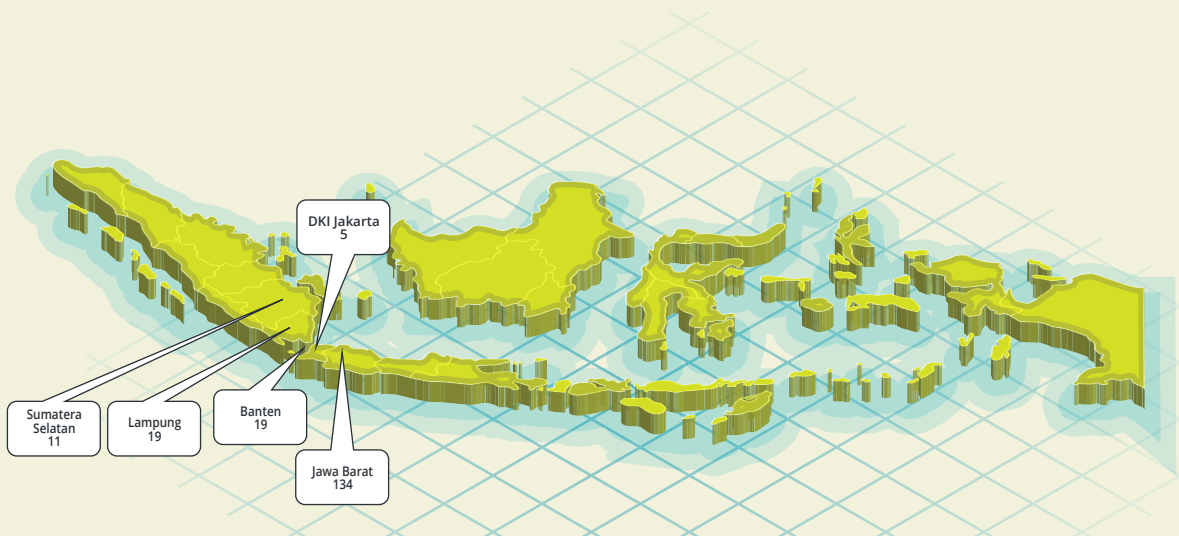 DKI Jakarta
5
Sumatera
Selatan
11
Lampung
19
Banten
19
Jawa Barat
134